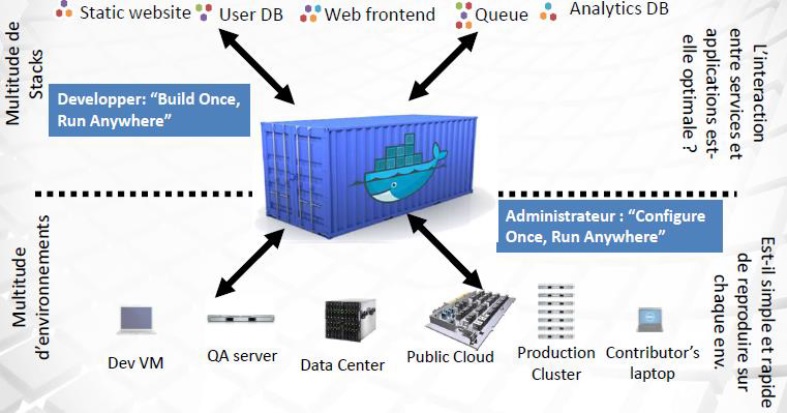 Static website
User DB
Web frontend
Queue
Analytics DB
Multitude de
Stacks
Developper: “Build Once,
Run Anywhere”
L’interaction
entre services et
applications est-
elle optimale ?
Administrateur : “Configure
Once, Run Anywhere”
Multitude
d’environnements
Est-il simple et rapide
de reproduire sur
chaque env.
Dev VM
QA server
Data Center
Public Cloud
Production
Cluster
Contributor’s
laptop